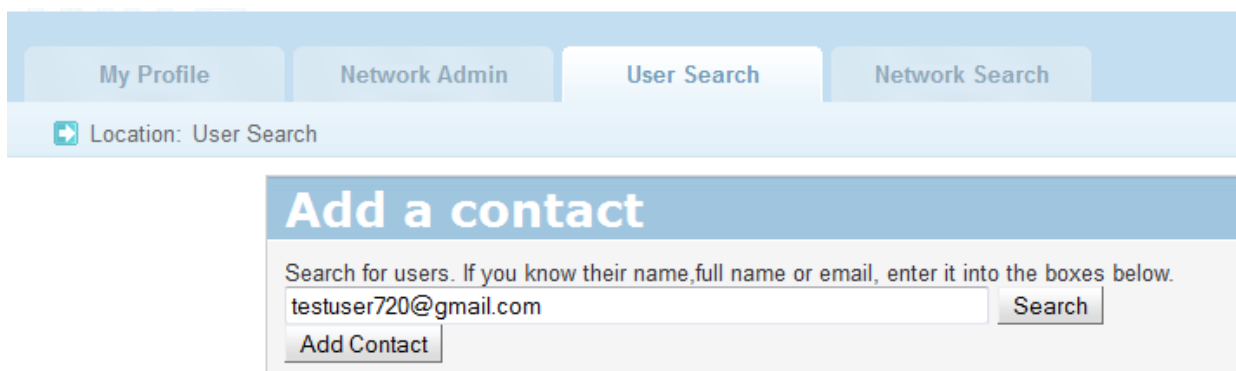 My Profile Network Admin User Search Network Search
Location: User Search
Add a contact
Search for users. If you know their name,full name or email, enter it into the boxes below.
testuser720@gmail.com Search
Add Contact